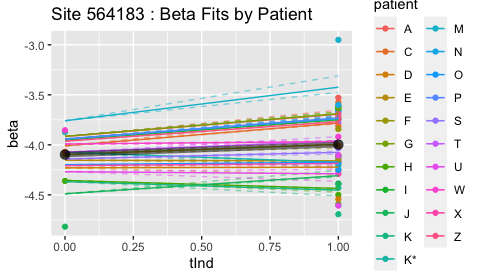 Site 564183 : Beta Fits by Patient
beta
-3.0
-3.5
-4.0
-4.5
0.00 0.25 0.50 0.75 1.00
tInd
patient
A M
C N
D O
E P
F S
G T
H U
I W
J X
K Z
K*